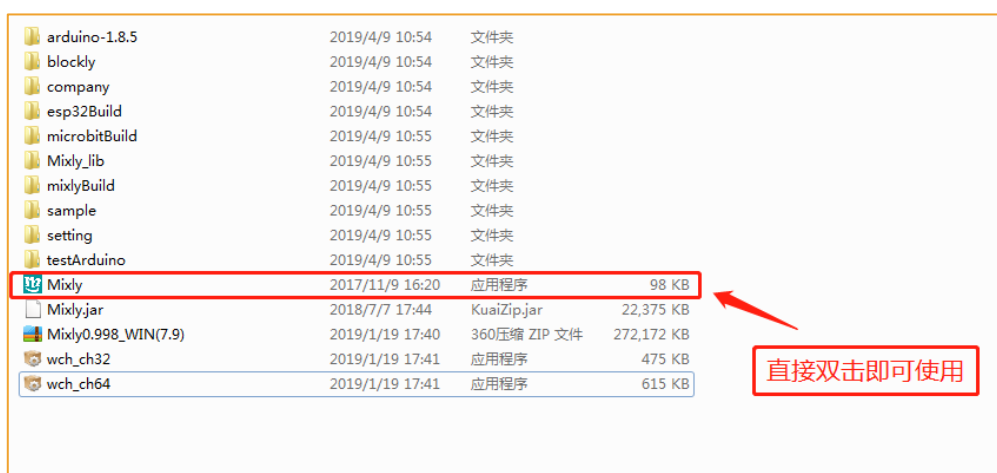 arduino-1.8.5 2019/4/9 10:54 文件夹
blockly 2019/4/9 10:54 文件夹
company 2019/4/9 10:54 文件夹
esp32Build 2019/4/9 10:54 文件夹
microbitBuild 2019/4/9 10:55 文件夹
Mixly_lib 2019/4/9 10:55 文件夹
mixlyBuild 2019/4/9 10:55 文件夹
sample 2019/4/9 10:55 文件夹
setting 2019/4/9 10:55 文件夹
testArduino 2019/4/9 10:55 文件夹
Mixly 2017/11/9 16:20 应用程序 98 KB
Mixly.jar 2018/7/7 17:44 KuaiZip.jar 22,375 KB
Mixly0.998_WIN(7.9) 2019/1/19 17:40 360压缩 ZIP 文件 272,172 KB
wch_ch32 2019/1/19 17:41 应用程序 475 KB
wch_ch64 2019/1/19 17:41 应用程序 615 KB
直接双击即可使用